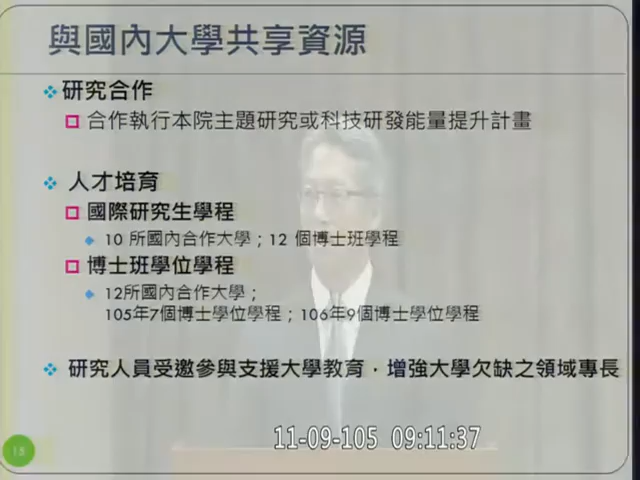 與國內大學共享資源
研究合作
合作執行本院主題研究或科技研發能量提升計畫
人才培育
國際研究生學程
10 所國內合作大學；12 個博士班學程
博士班學位學程
12所國內合作大學；
105年7個博士學位學程；106年9個博士學位學程
研究人員受邀參與支援大學教育，增強大學欠缺之領域專長
11-09-105 09:11:37
15